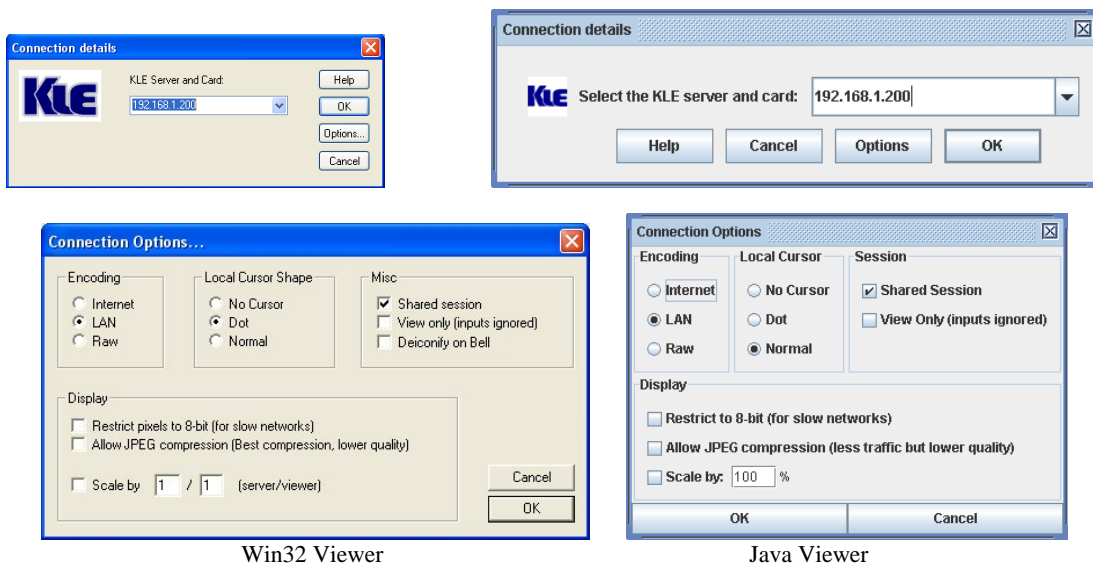 Connection details
KLE
KLE Server and Card:
192.168.1.200
Help
OK
Options...
Cancel
Connection details
KLE
Select the KLE server and card:
192.168.1.200
Help
Cancel
Options
OK
Connection Options...
Encoding
Internet
LAN
Raw
Local Cursor Shape
No Cursor
Dot
Normal
Misc
Shared session
View only (inputs ignored)
Deiconify on Bell
Display
Restrict pixels to 8-bit (for slow networks)
Allow JPEG compression (Best compression, lower quality)
Scale by 1 / 1 (server/viewer)
Cancel
OK
Win32 Viewer
Connection Options
Encoding
Internet
LAN
Raw
Local Cursor
No Cursor
Dot
Normal
Session
Shared Session
View Only (inputs ignored)
Display
Restrict to 8-bit (for slow networks)
Allow JPEG compression (less traffic but lower quality)
Scale by: 100 %
OK
Cancel
Java Viewer